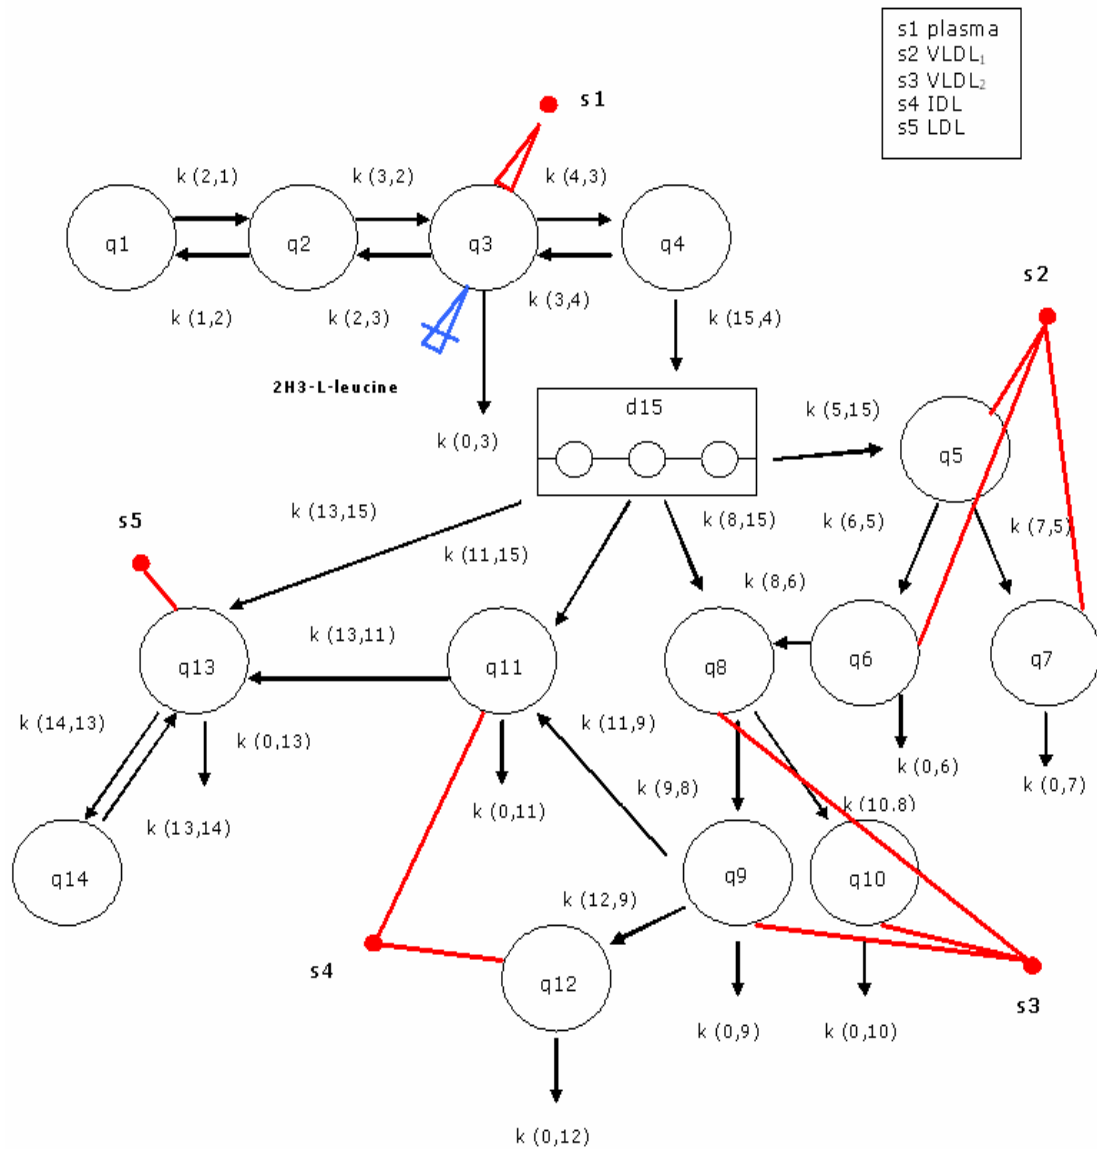 s1 plasma
s2 VLDL₁
s3 VLDL₂
s4 IDL
s5 LDL
s1
k (2,1)
k (3,2)
k (4,3)
q1
q2
q3
q4
k (1,2)
k (2,3)
k (3,4)
k (15,4)
s2
2H3-L-leucine
k (0,3)
d15
k (5,15)
q5
s5
k (13,15)
k (11,15)
k (8,15)
k (6,5)
k (7,5)
k (8,6)
k (13,11)
q13
q11
q8
q6
q7
k (14,13)
k (0,13)
k (11,9)
k (9,8)
k (0,6)
k (0,7)
k (13,14)
k (0,11)
k (10,8)
q14
q9
q10
k (12,9)
s4
q12
s3
k (0,9)
k (0,10)
k (0,12)